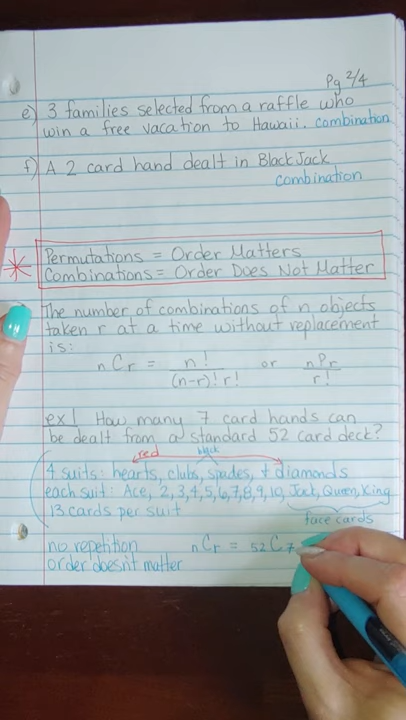 Pg 2/4
e) 3 families selected from a raffle who
win a free vacation to Hawaii. combination
f) A 2 card hand dealt in BlackJack
combination
Permutations = Order Matters
Combinations = Order Does Not Matter
The number of combinations of n objects
taken r at a time without replacement
is:
nCr = n! / (n-r)! r! or nPr / r!
ex! How many 7 card hands can
be dealt from a standard 52 card deck?
red black
4 suits: hearts, clubs, spades, + diamonds
each suit: Ace, 2,3,4,5,6,7,8,9,10, Jack, Queen, King
13 cards per suit
face cards
no repetition nCr = 52C7
order doesn't matter